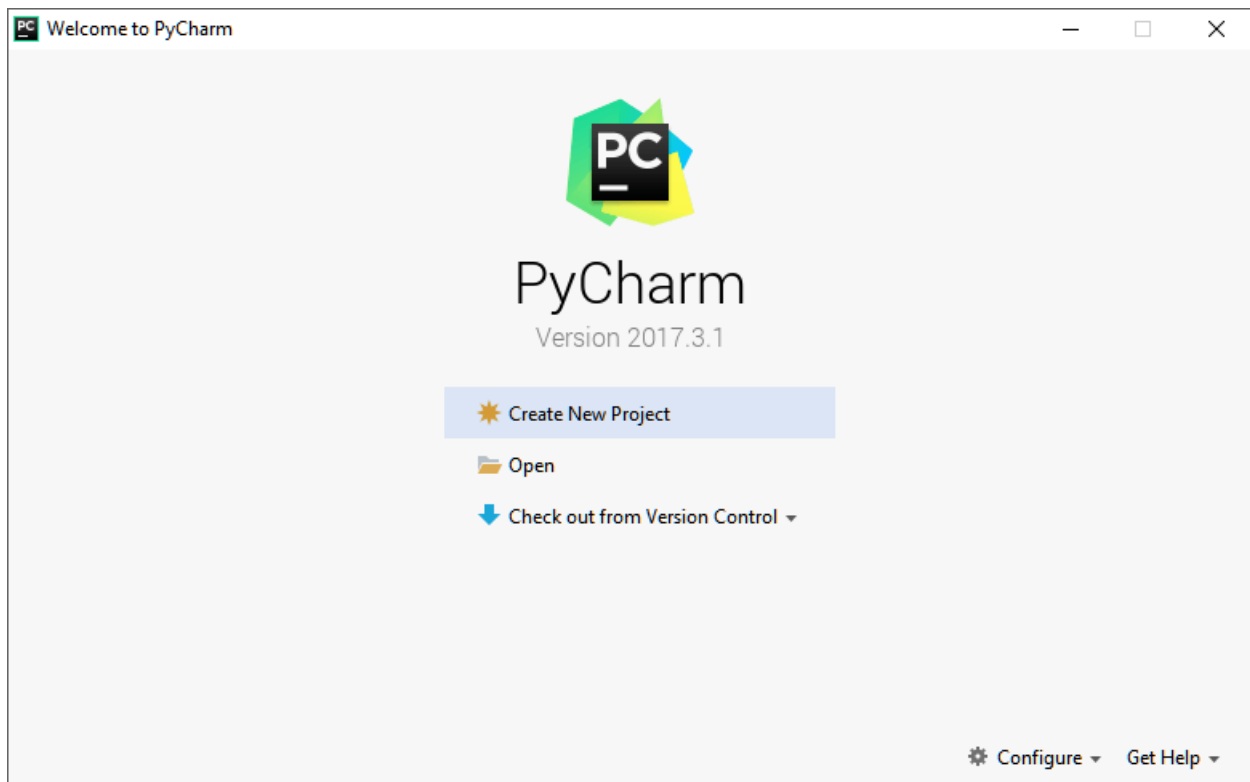 PC Welcome to PyCharm
PC
PyCharm
Version 2017.3.1
Create New Project
Open
Check out from Version Control
Configure Get Help